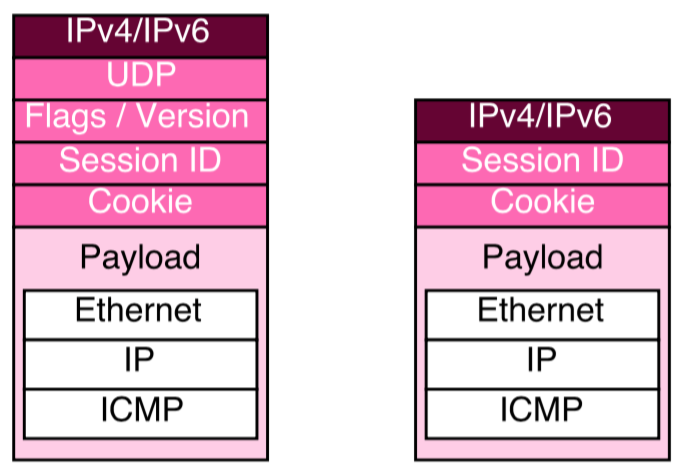 IPv4/IPv6
UDP
Flags / Version
Session ID
Cookie
Payload
Ethernet
IP
ICMP
IPv4/IPv6
Session ID
Cookie
Payload
Ethernet
IP
ICMP